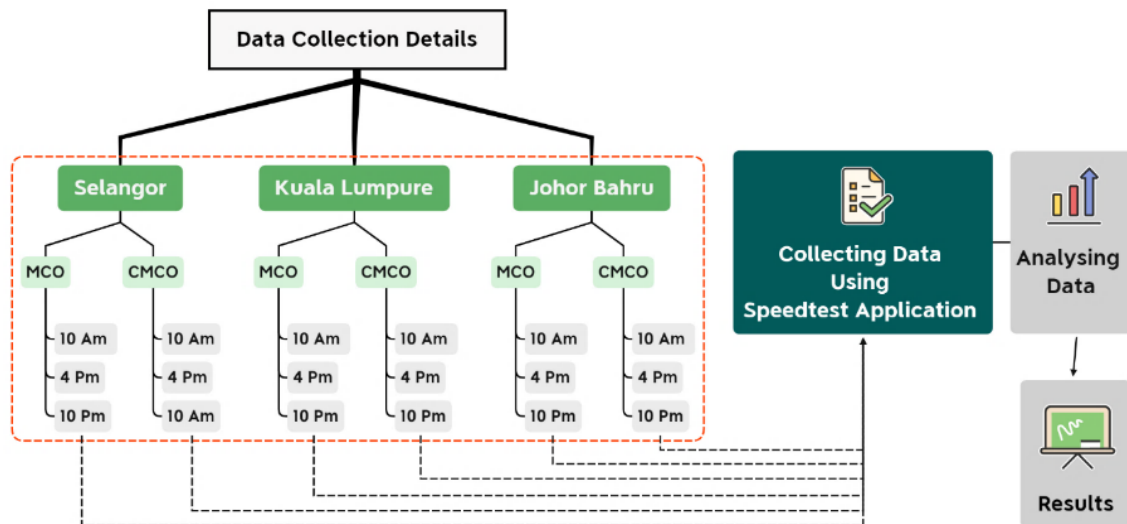 Data Collection Details
Selangor
Kuala Lumpure
Johor Bahru
MCO
CMCO
MCO
CMCO
MCO
CMCO
10 Am
10 Am
10 Am
10 Am
10 Am
10 Am
4 Pm
4 Pm
4 Pm
4 Pm
4 Pm
4 Pm
10 Pm
10 Am
10 Pm
10 Pm
10 Pm
10 Pm
Collecting Data
Using
Speedtest Application
Analysing
Data
Results